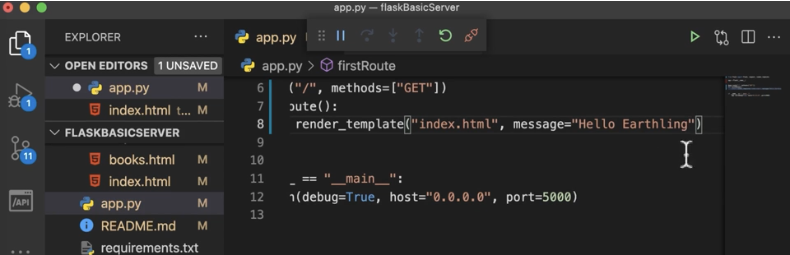 app.py — flaskBasicServer
EXPLORER
OPEN EDITORS 1 UNSAVED
app.py M
index.html t... M
FLASKBASICSERVER
books.html M
index.html M
app.py M
README.md M
requirements.txt
1
1
11
/API
app.py
app.py > firstRoute
6 ("/", methods=["GET"])
7 oute():
8 render_template("index.html", message="Hello Earthling")
9
10
11 _ == "__main__":
12 n(debug=True, host="0.0.0.0", port=5000)
13